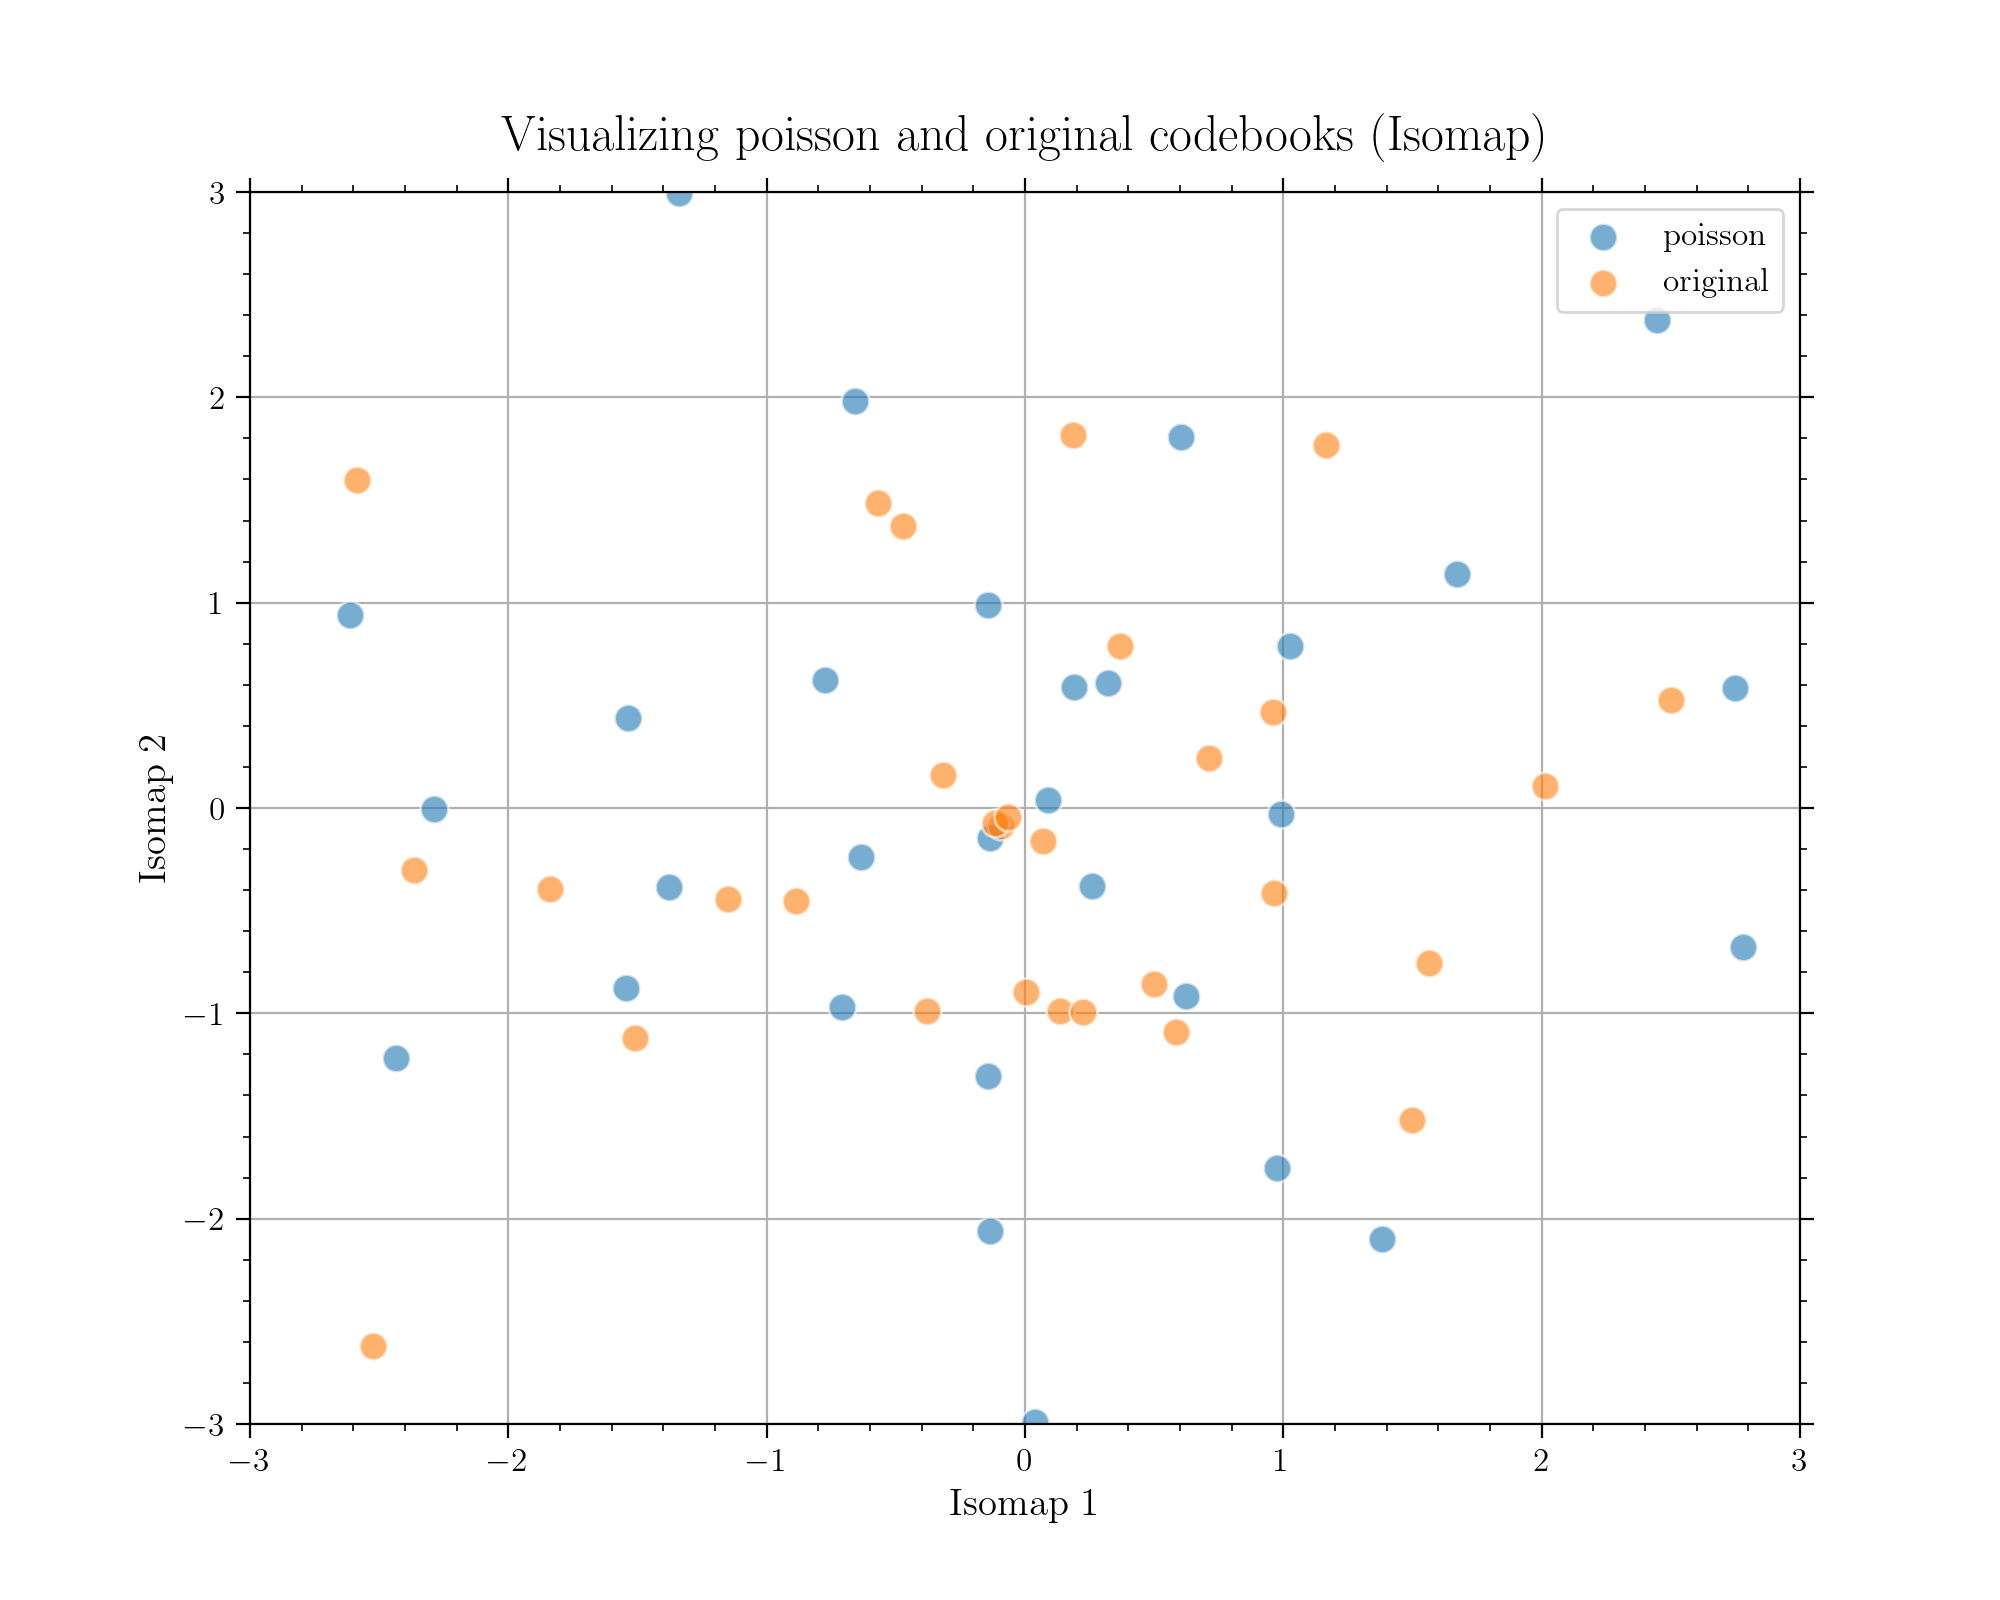 Visualizing poisson and original codebooks (Isomap)
poisson
original
3
2
1
0
−1
−2
−3
Isomap 2
−3
−2
−1
0
1
2
3
Isomap 1